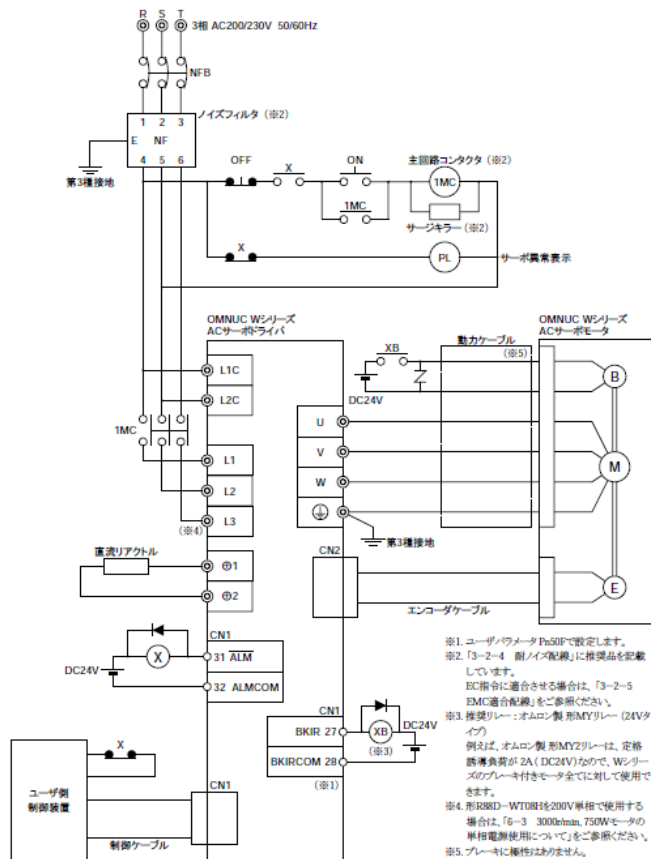 R S T
3相 AC200/230V 50/60Hz
NFB
ノイズフィルタ (※2)
1 2 3
E NF
4 5 6
第3種接地
OFF X ON
主回路コンタクタ (※2)
1MC
1MC
サージキラー (※2)
X
PL
サーボ異常表示
OMNUC Wシリーズ
ACサーボドライバ
OMNUC Wシリーズ
ACサーボモータ
動力ケーブル
(※5)
XB
DC24V
B
L1C
L2C
1MC
L1
L2
L3
(※4)
U
V
W
M
第3種接地
直流リアクトル
⊕1
⊕2
CN2
E
エンコーダケーブル
CN1
X
DC24V
31 ALM
32 ALMCOM
CN1
BKIR 27
BKIRCOM 28
XB
(※3)
DC24V
(※1)
X
ユーザ側
制御装置
CN1
制御ケーブル
※1. ユーザパラメータ Pn50Fで設定します。
※2. 「3-2-4 耐ノイズ配線」に推奨品を記載
しています。
EC指令に適合させる場合は、「3-2-5
EMC適合配線」をご参照ください。
※3. 推奨リレー：オムロン製 形MYリレー (24Vタ
イプ)
例えば、オムロン製 形MY2リレーは、定格
誘導負荷が 2A ( DC24V) なので、Wシリー
ズのブレーキ付きモータ全てに対して使用で
きます。
※4. 形R88D-WT08Hを200V単相で使用する
場合は、「6-3 3000r/min, 750Wモータの
単相電源使用について」をご参照ください。
※5. ブレーキに極性はありません。